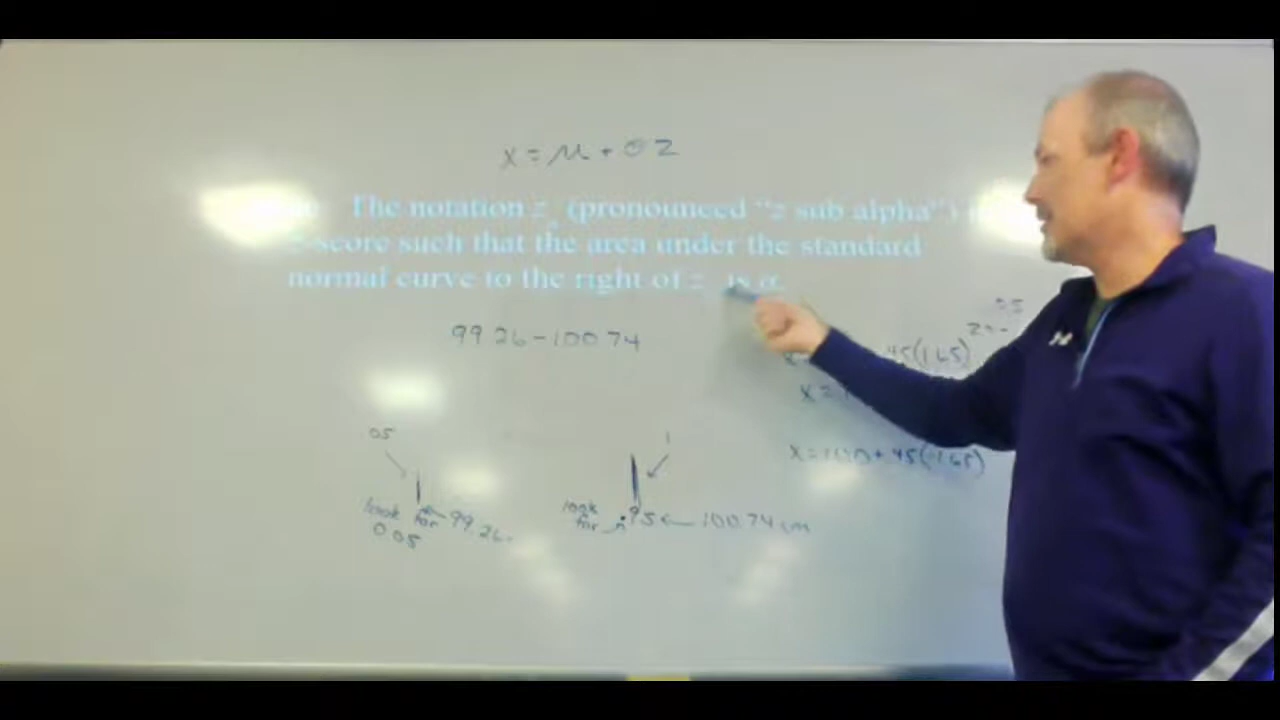 x = μ + σ z
The notation z (pronounced "z sub alpha")
z-score such that the area under the standard
normal curve to the right of z is α.
99.26 - 100.74
.05
45(1.65)
x =
x = 100 + .45(-1.65)
.05
look for 0.05
99.26
look for .95
100.74 cm